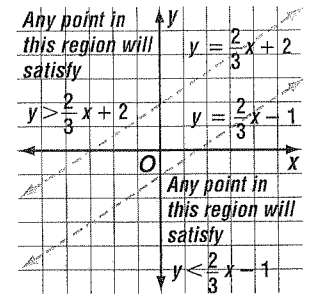 Any point in
this region will
satisfy
y > 2/3 x + 2
y
y = 2/3 x + 2
y = 2/3 x − 1
O
x
Any point in
this region will
satisfy
y < 2/3 x − 1